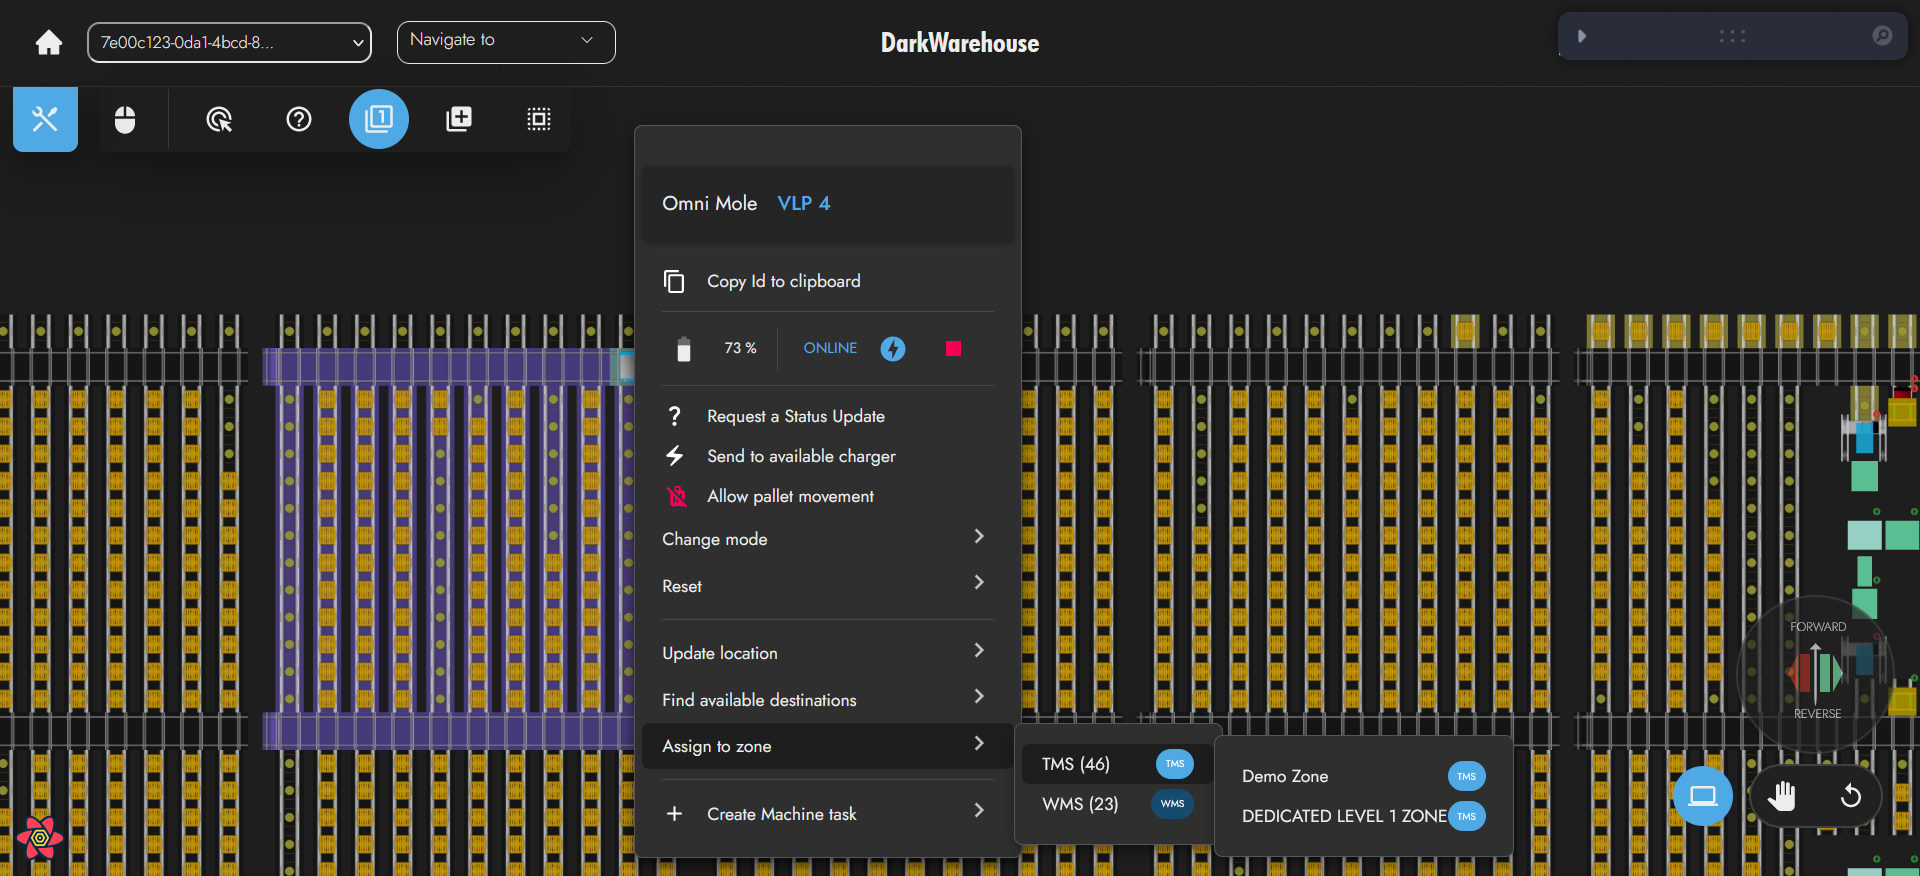 7e00c123-0da1-4bcd-8...
Navigate to
DarkWarehouse
1
Omni Mole VLP 4
Copy Id to clipboard
73 % ONLINE
Request a Status Update
Send to available charger
Allow pallet movement
Change mode
Reset
Update location
Find available destinations
Assign to zone
Create Machine task
TMS (46) TMS
WMS (23) WMS
Demo Zone TMS
DEDICATED LEVEL 1 ZONE TMS
FORWARD
REVERSE